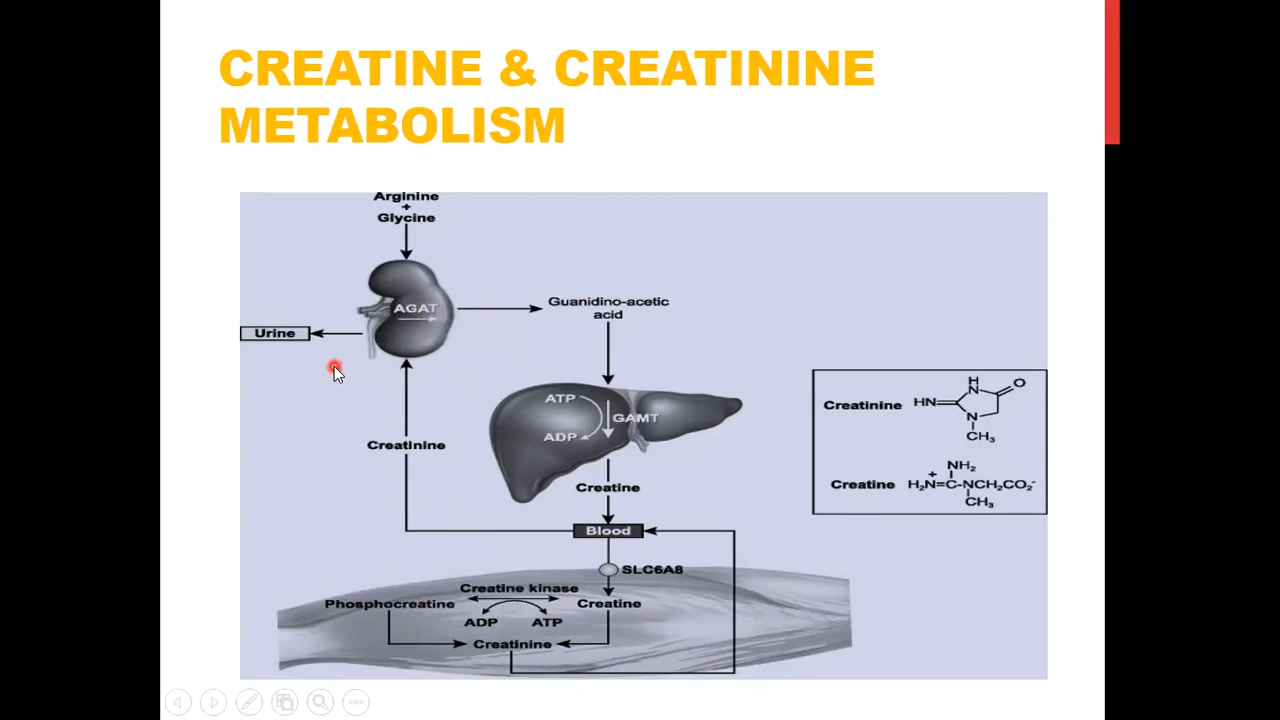 CREATINE & CREATININE
METABOLISM
Arginine
+
Glycine
AGAT
Guanidino-acetic
acid
Urine
ATP
GAMT
ADP
Creatinine
Creatine
Blood
SLC6A8
Creatine kinase
Phosphocreatine
Creatine
ADP
ATP
Creatinine
Creatinine
H
N
O
HN
N
CH₃
NH₂
+
Creatine
H₂N=C-NCH₂CO₂⁻
CH₃